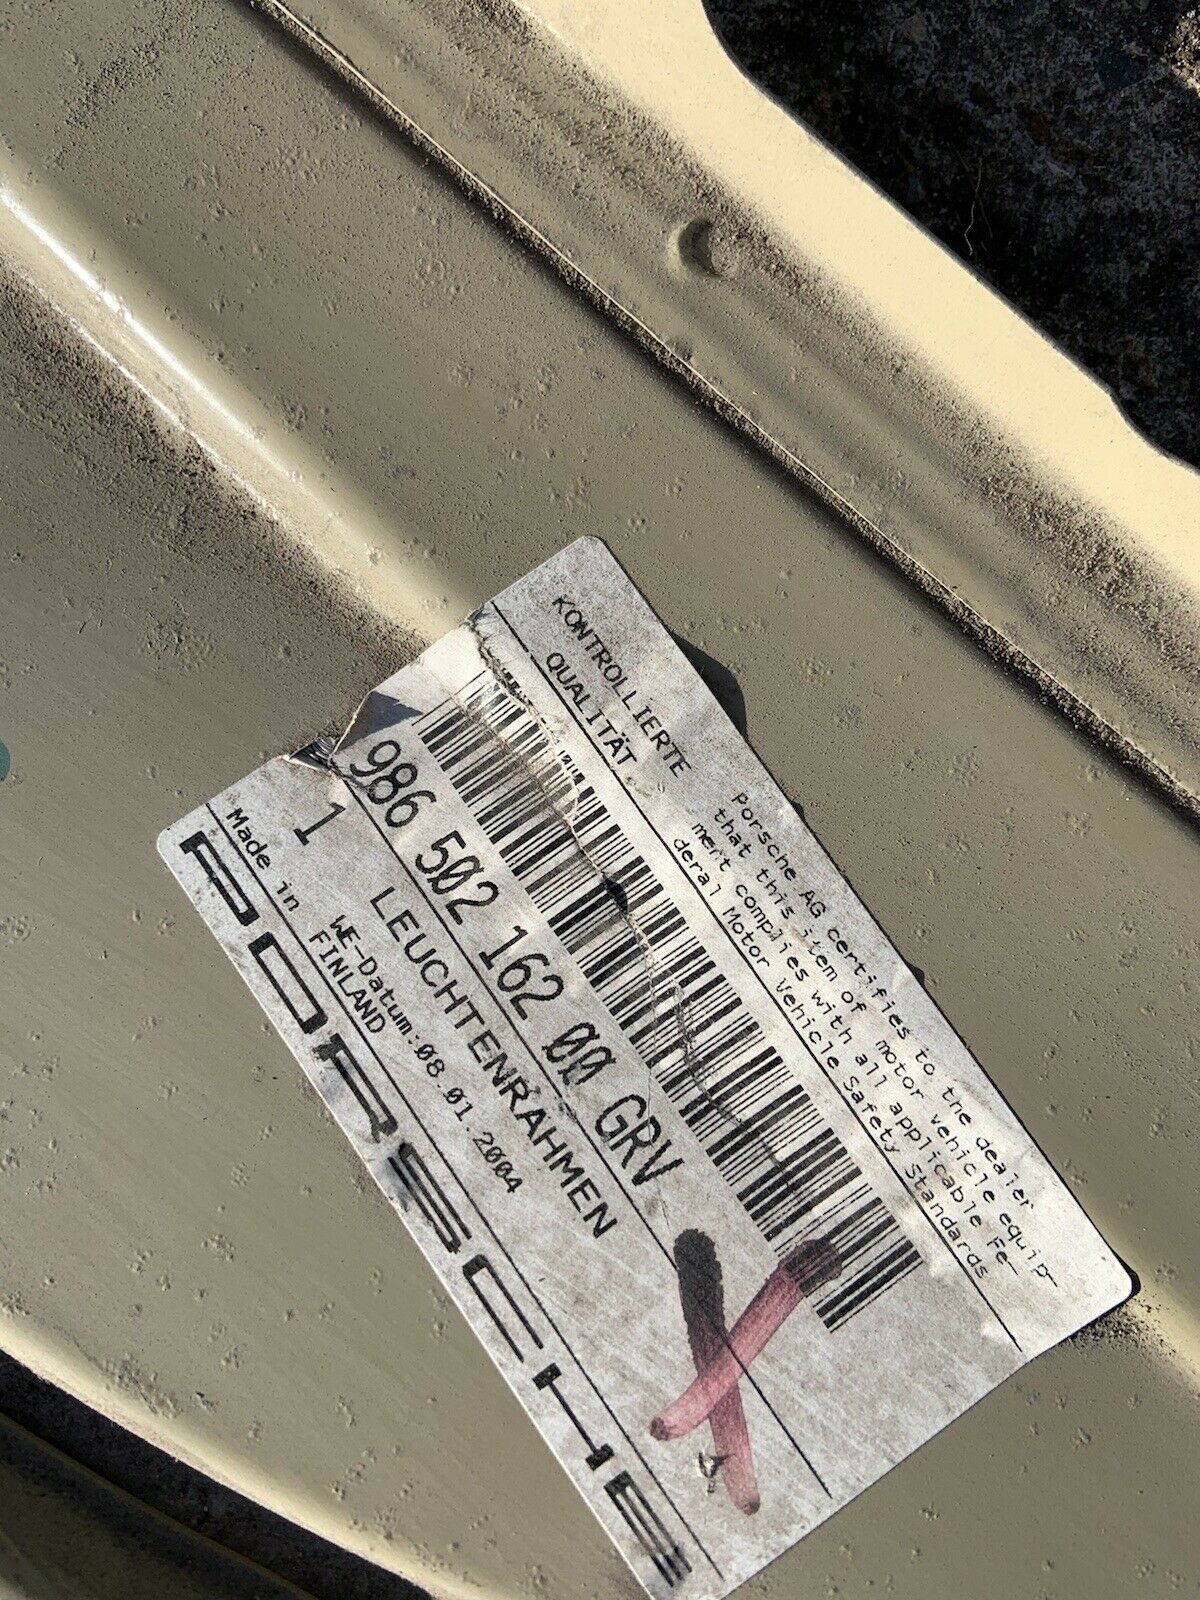 KONTROLLIERTE
QUALITÄT
Porsche AG certifies to the dealer
that this item of motor vehicle equip-
ment complies with all applicable Fe-
deral Motor Vehicle Safety Standards
986 502 162 00 GRV
1 LEUCHTENRAHMEN
WE-Datum:08.01.2004
Made in FINLAND
PORSCHE